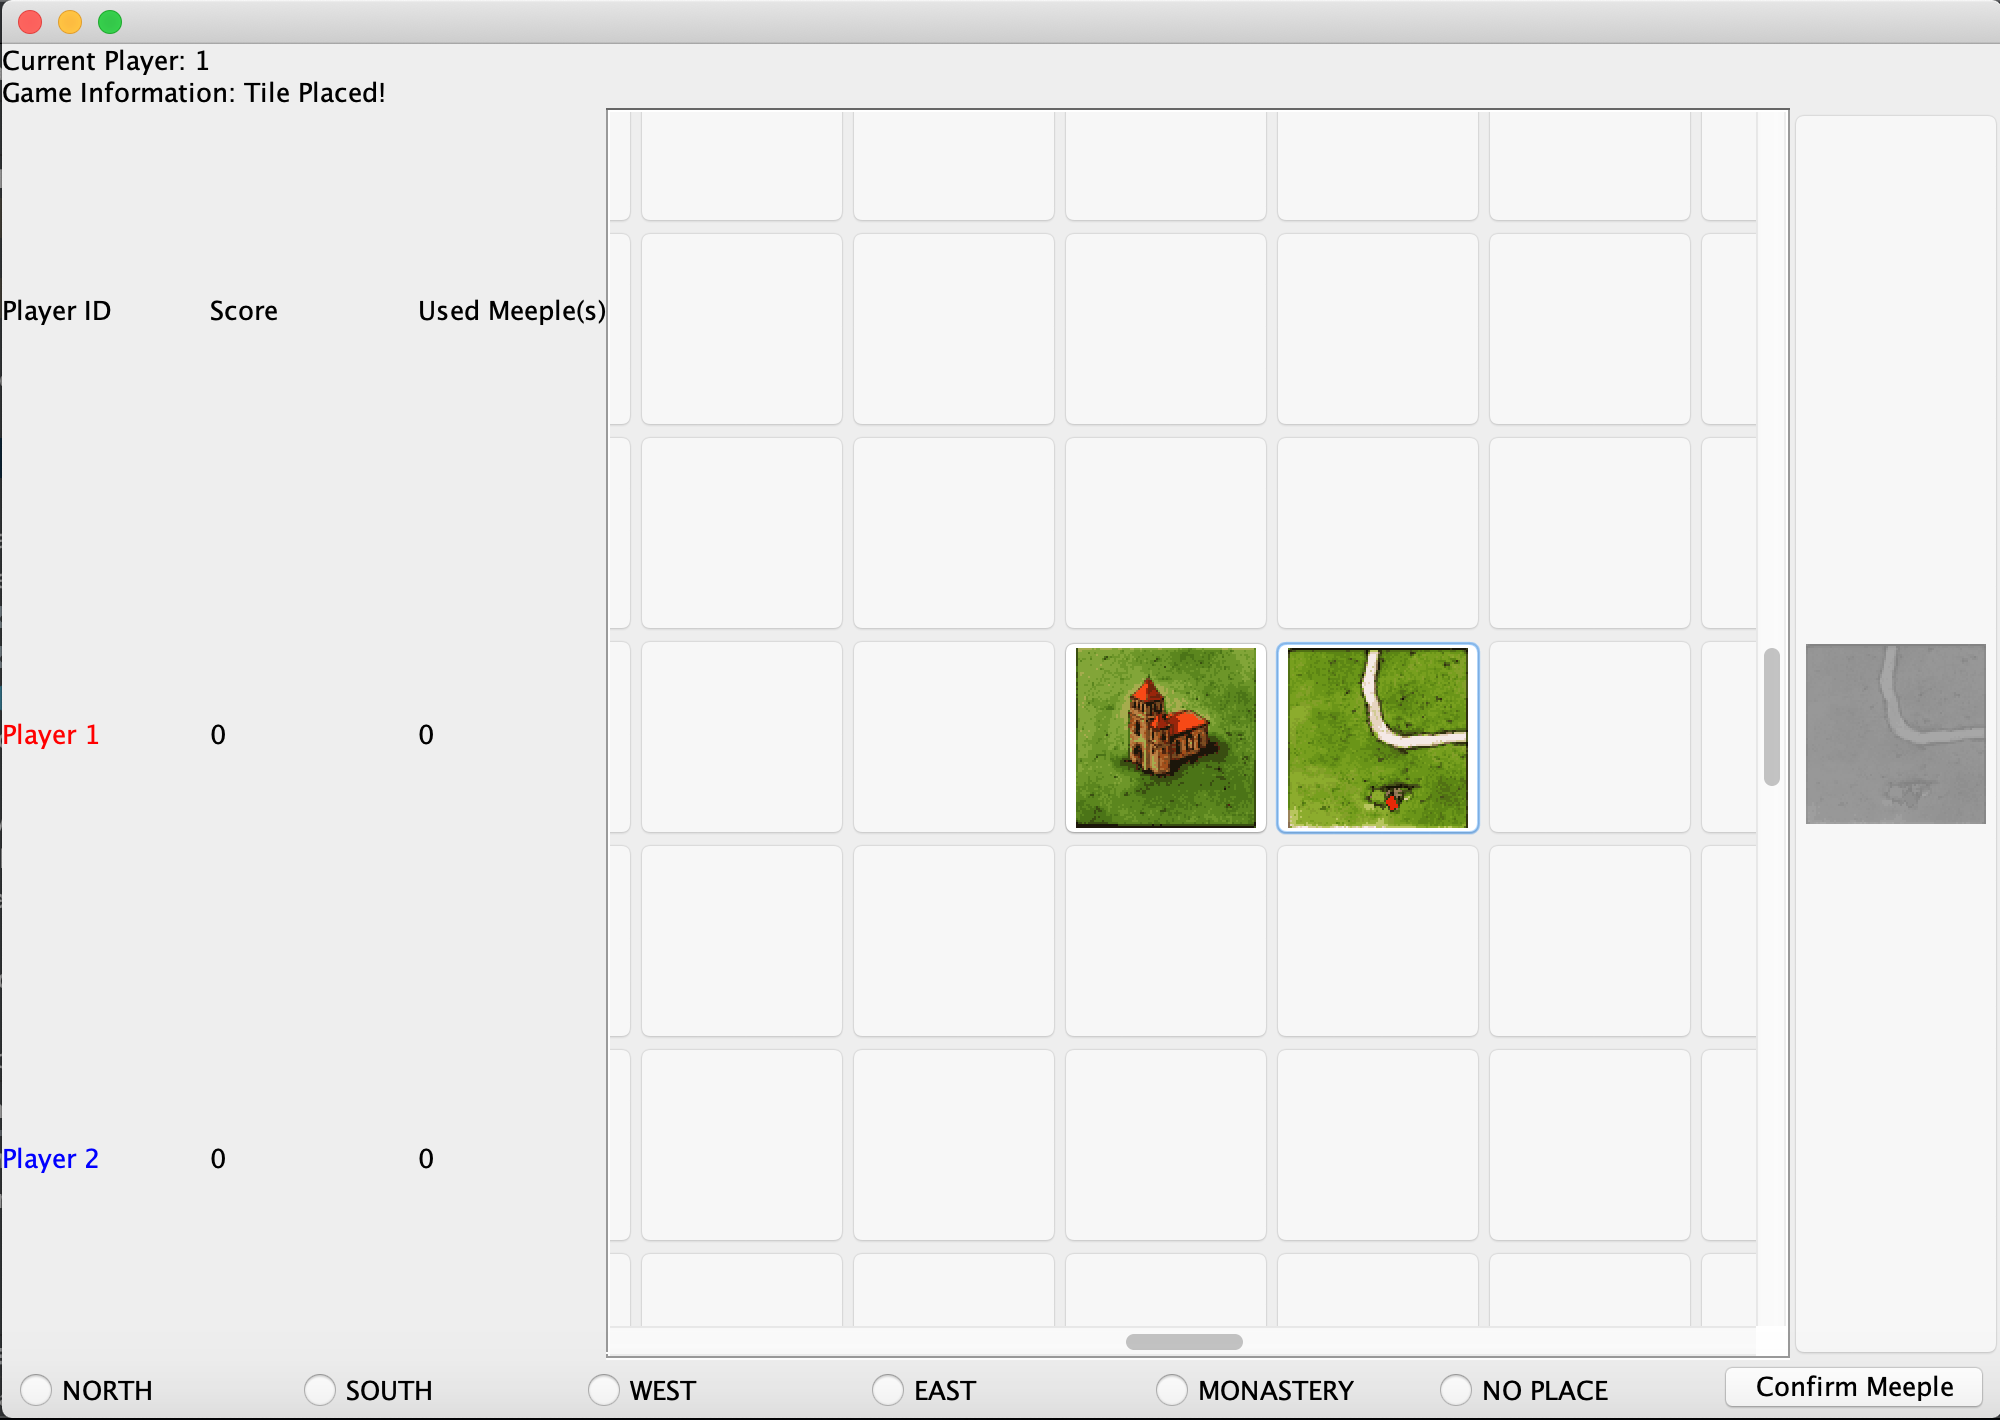 Current Player: 1
Game Information: Tile Placed!
Player ID Score Used Meeple(s)
Player 1 0 0
Player 2 0 0
NORTH SOUTH WEST EAST MONASTERY NO PLACE Confirm Meeple